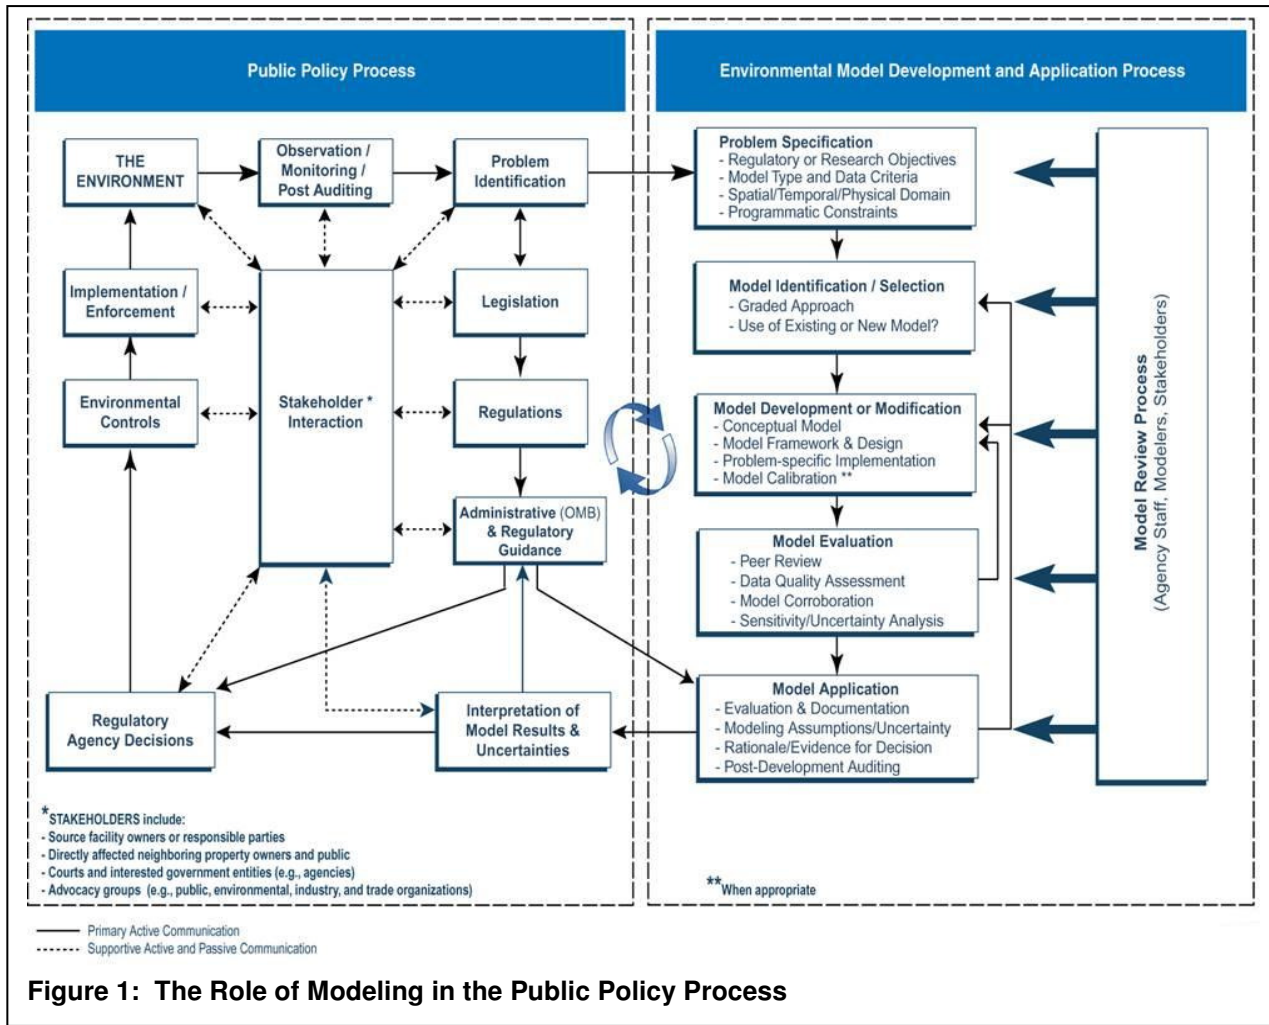 Public Policy Process
Environmental Model Development and Application Process
THE
ENVIRONMENT
Observation /
Monitoring /
Post Auditing
Problem
Identification
Implementation /
Enforcement
Legislation
Environmental
Controls
Stakeholder *
Interaction
Regulations
Administrative (OMB)
& Regulatory
Guidance
Regulatory
Agency Decisions
Interpretation of
Model Results &
Uncertainties
*STAKEHOLDERS include:
- Source facility owners or responsible parties
- Directly affected neighboring property owners and public
- Courts and interested government entities (e.g., agencies)
- Advocacy groups (e.g., public, environmental, industry, and trade organizations)
Problem Specification
- Regulatory or Research Objectives
- Model Type and Data Criteria
- Spatial/Temporal/Physical Domain
- Programmatic Constraints
Model Identification / Selection
- Graded Approach
- Use of Existing or New Model?
Model Development or Modification
- Conceptual Model
- Model Framework & Design
- Problem-specific Implementation
- Model Calibration **
Model Evaluation
- Peer Review
- Data Quality Assessment
- Model Corroboration
- Sensitivity/Uncertainty Analysis
Model Application
- Evaluation & Documentation
- Modeling Assumptions/Uncertainty
- Rationale/Evidence for Decision
- Post-Development Auditing
Model Review Process
(Agency Staff, Modelers, Stakeholders)
**When appropriate
Primary Active Communication
Supportive Active and Passive Communication
Figure 1: The Role of Modeling in the Public Policy Process